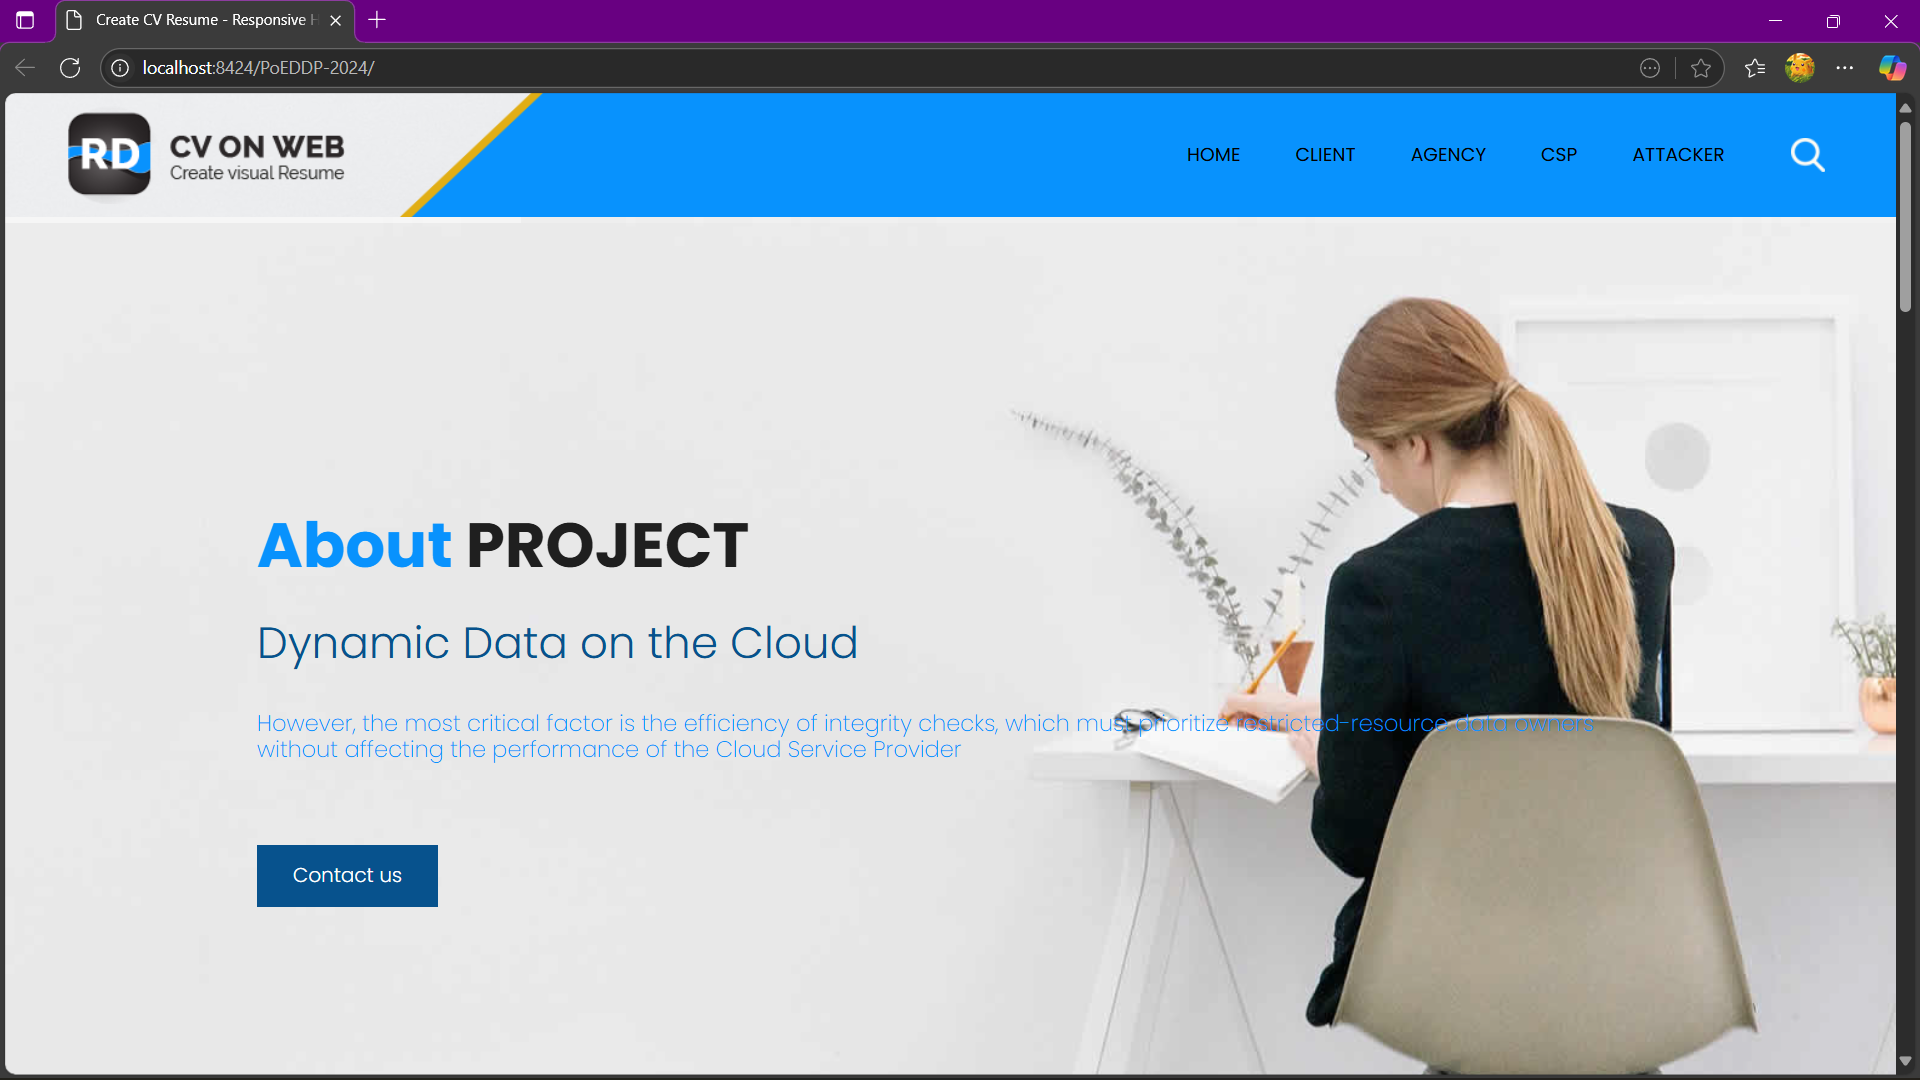 Create CV Resume - Responsive H
localhost:8424/PoEDDP-2024/
RD
CV ON WEB
Create visual Resume
HOME CLIENT AGENCY CSP ATTACKER
About PROJECT
Dynamic Data on the Cloud
However, the most critical factor is the efficiency of integrity checks, which must prioritize restricted-resource data owners
without affecting the performance of the Cloud Service Provider
Contact us